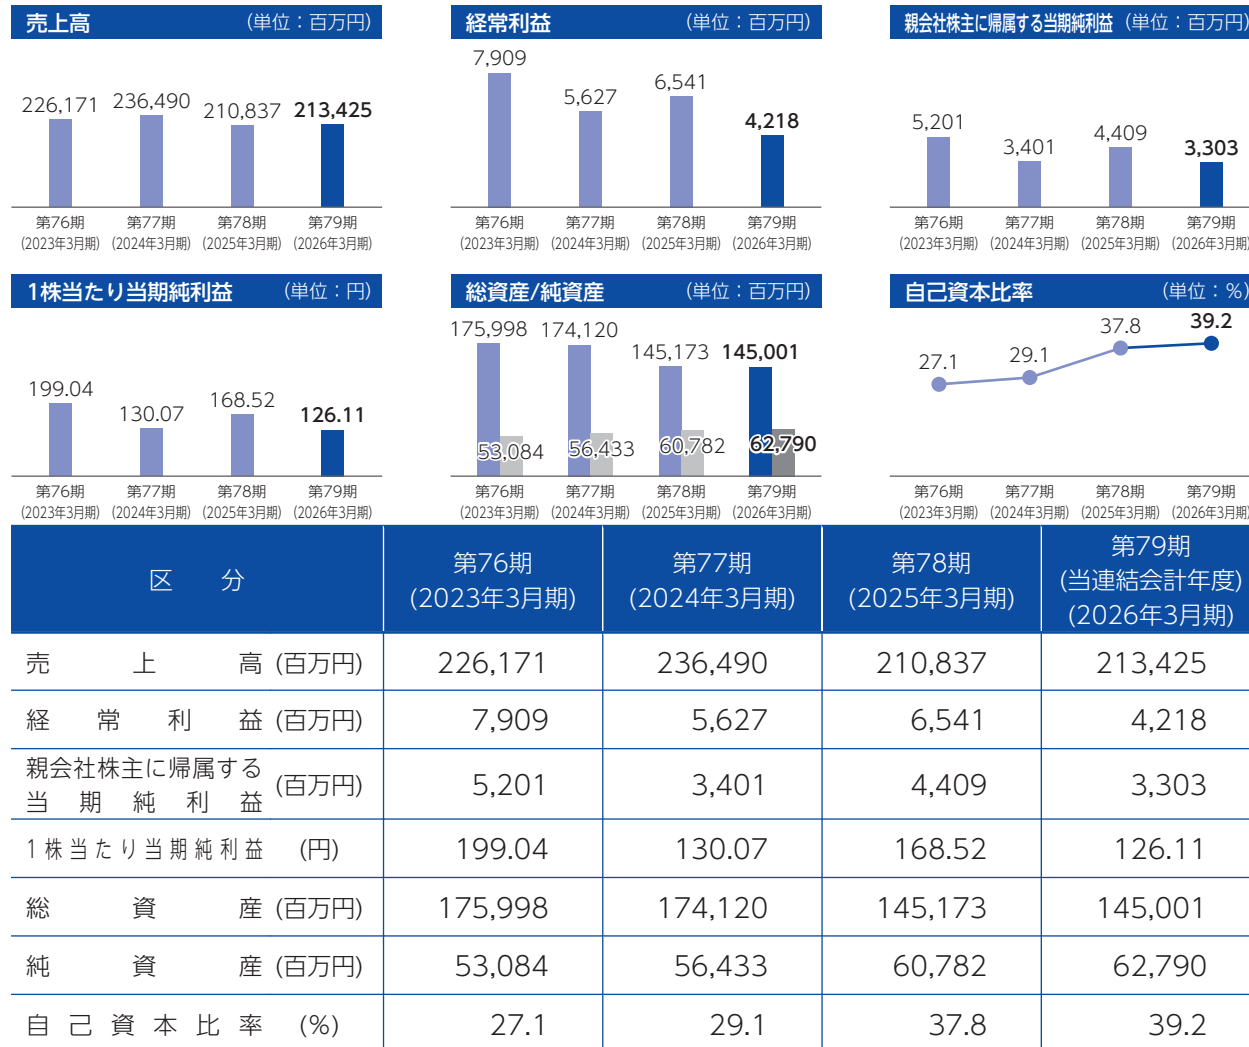 売上高 (単位：百万円)
226,171 236,490 210,837 213,425
第76期 第77期 第78期 第79期
(2023年3月期) (2024年3月期) (2025年3月期) (2026年3月期)
経常利益 (単位：百万円)
7,909 5,627 6,541 4,218
第76期 第77期 第78期 第79期
(2023年3月期) (2024年3月期) (2025年3月期) (2026年3月期)
親会社株主に帰属する当期純利益 (単位：百万円)
5,201 3,401 4,409 3,303
第76期 第77期 第78期 第79期
(2023年3月期) (2024年3月期) (2025年3月期) (2026年3月期)
1株当たり当期純利益 (単位：円)
199.04 130.07 168.52 126.11
第76期 第77期 第78期 第79期
(2023年3月期) (2024年3月期) (2025年3月期) (2026年3月期)
総資産/純資産 (単位：百万円)
175,998 174,120 145,173 145,001
53,084 56,433 60,782 62,790
第76期 第77期 第78期 第79期
(2023年3月期) (2024年3月期) (2025年3月期) (2026年3月期)
自己資本比率 (単位：%)
27.1 29.1 37.8 39.2
第76期 第77期 第78期 第79期
(2023年3月期) (2024年3月期) (2025年3月期) (2026年3月期)
区分 第76期 (2023年3月期) 第77期 (2024年3月期) 第78期 (2025年3月期) 第79期 (当連結会計年度) (2026年3月期)
売上高 (百万円) 226,171 236,490 210,837 213,425
経常利益 (百万円) 7,909 5,627 6,541 4,218
親会社株主に帰属する当期純利益 (百万円) 5,201 3,401 4,409 3,303
1株当たり当期純利益 (円) 199.04 130.07 168.52 126.11
総資産 (百万円) 175,998 174,120 145,173 145,001
純資産 (百万円) 53,084 56,433 60,782 62,790
自己資本比率 (%) 27.1 29.1 37.8 39.2